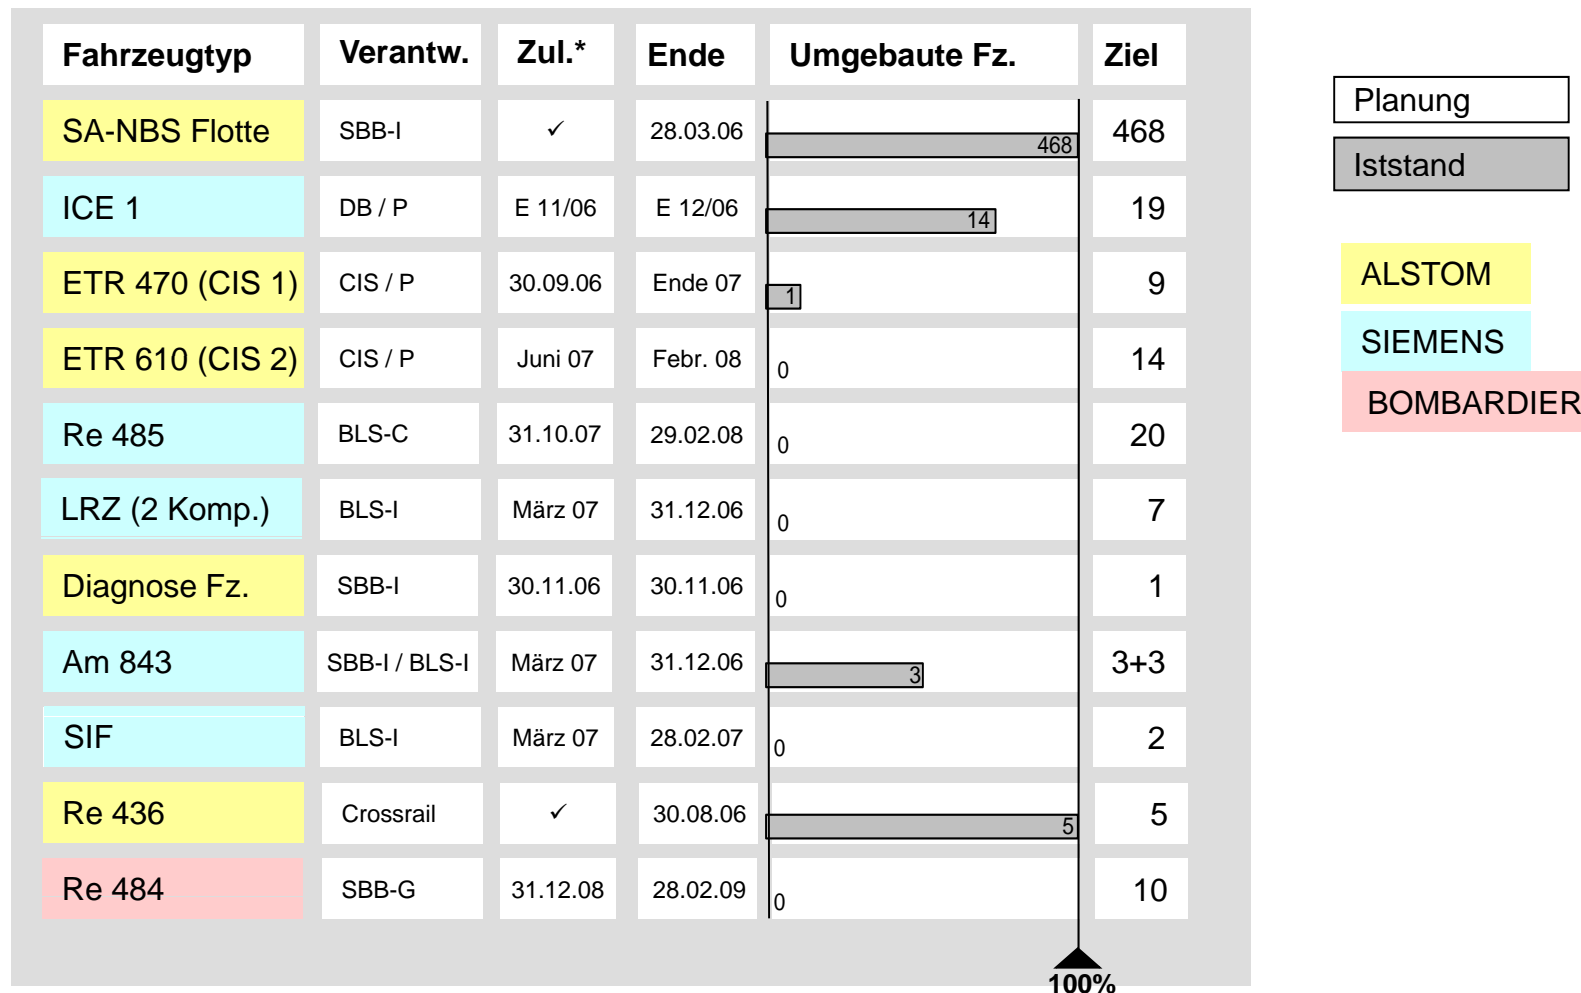 Fahrzeugtyp Verantw. Zul.* Ende Umgebaute Fz. Ziel
SA-NBS Flotte SBB-I ✓ 28.03.06 468 468
ICE 1 DB / P E 11/06 E 12/06 14 19
ETR 470 (CIS 1) CIS / P 30.09.06 Ende 07 1 9
ETR 610 (CIS 2) CIS / P Juni 07 Febr. 08 0 14
Re 485 BLS-C 31.10.07 29.02.08 0 20
LRZ (2 Komp.) BLS-I März 07 31.12.06 0 7
Diagnose Fz. SBB-I 30.11.06 30.11.06 0 1
Am 843 SBB-I / BLS-I März 07 31.12.06 3 3+3
SIF BLS-I März 07 28.02.07 0 2
Re 436 Crossrail ✓ 30.08.06 5 5
Re 484 SBB-G 31.12.08 28.02.09 0 10
100%
Planung
Iststand
ALSTOM
SIEMENS
BOMBARDIER